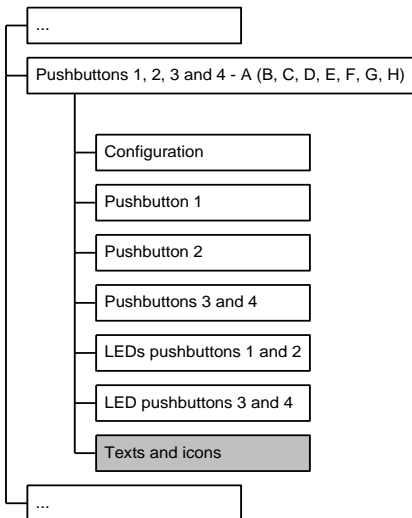 ...
Pushbuttons 1, 2, 3 and 4 - A (B, C, D, E, F, G, H)
Configuration
Pushbutton 1
Pushbutton 2
Pushbuttons 3 and 4
LEDs pushbuttons 1 and 2
LED pushbuttons 3 and 4
Texts and icons
...